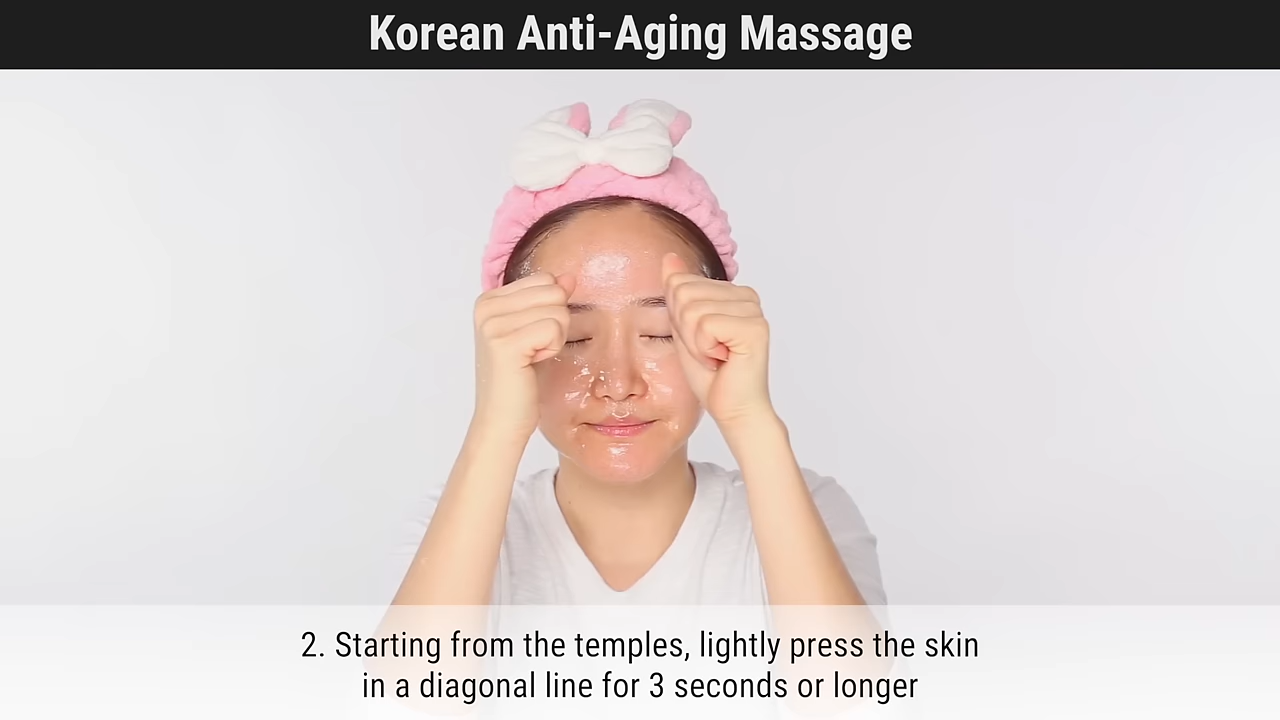 Korean Anti-Aging Massage
2. Starting from the temples, lightly press the skin
in a diagonal line for 3 seconds or longer